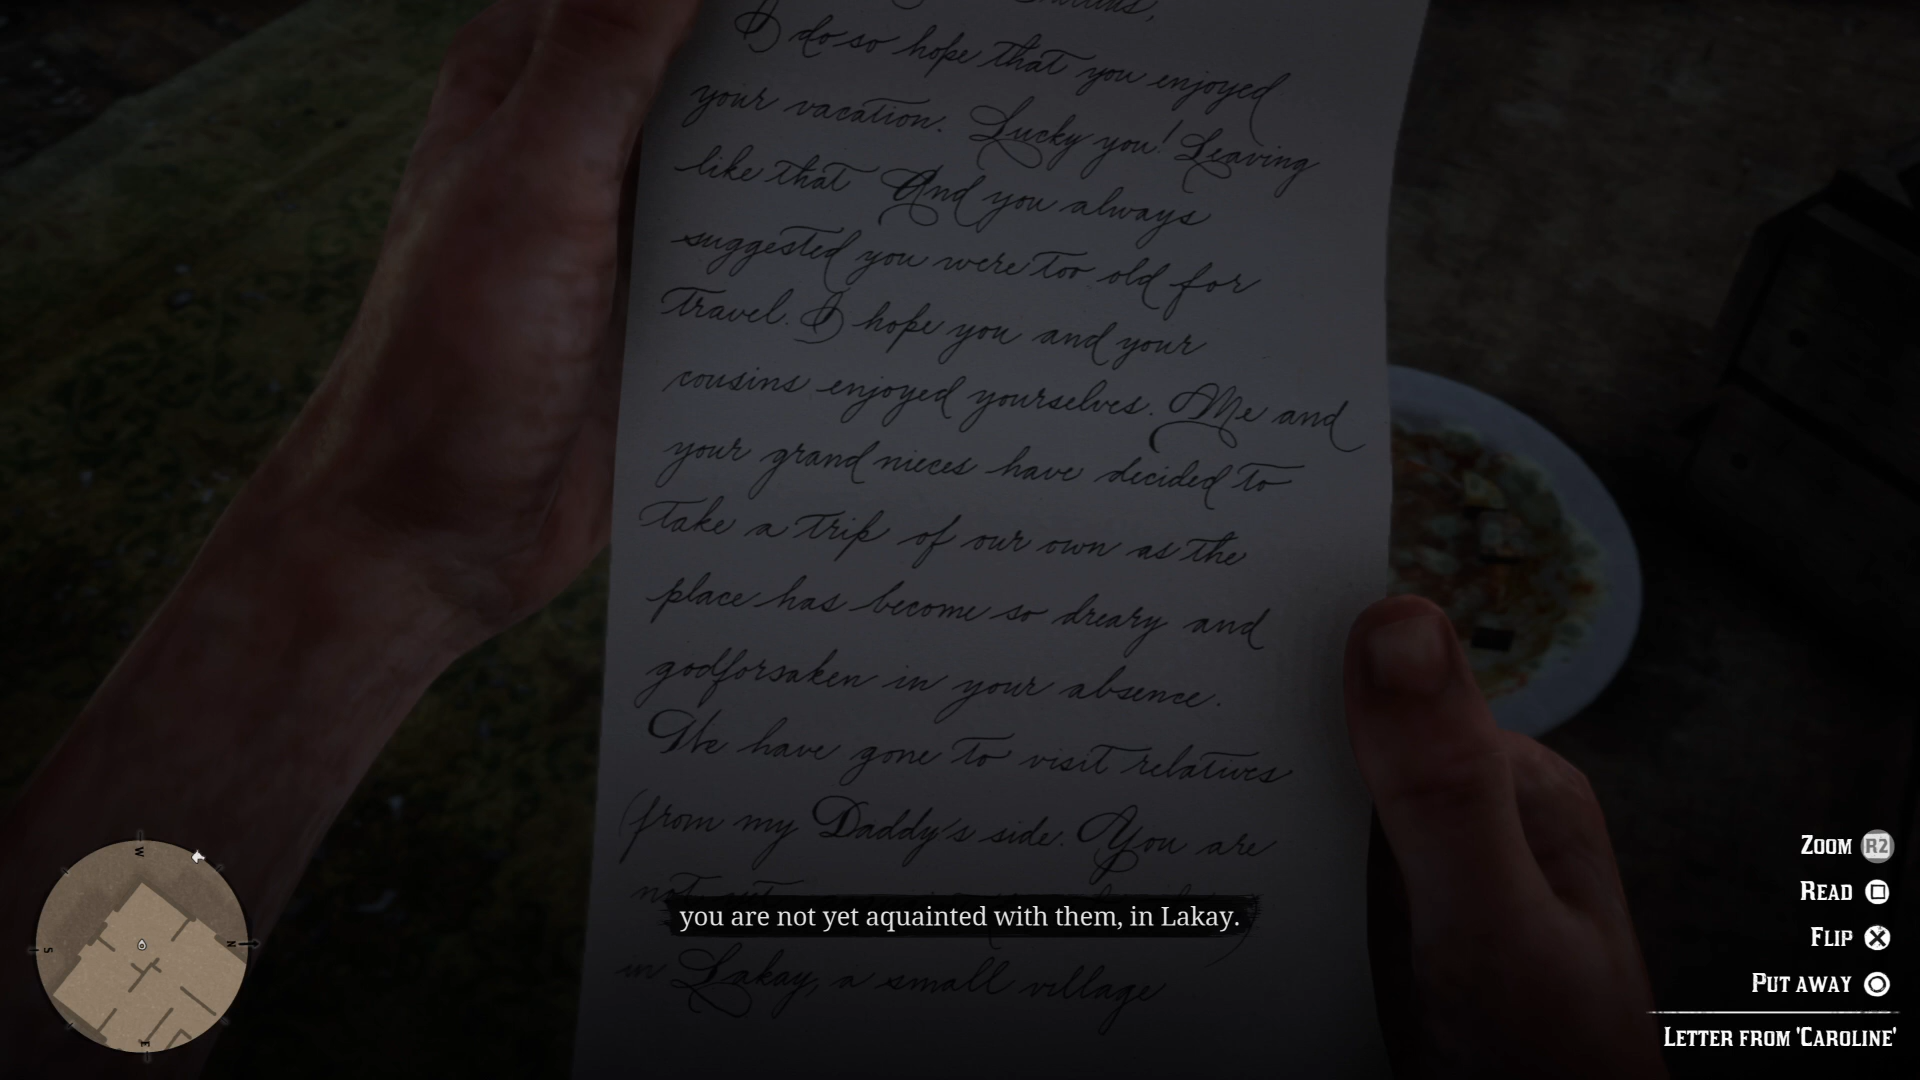 I do so hope that you enjoyed
your vacation. Lucky you! Leaving
like that And you always
suggested you were too old for
travel. I hope you and your
cousins enjoyed yourselves. Me and
your grand nieces have decided to
take a trip of our own as the
place has become so dreary and
godforsaken in your absence.
We have gone to visit relatives
(from my Daddy's side. You are
not yet
you are not yet aquainted with them, in Lakay.
in Lakay, a small village
W
N
S
E
ZOOM R2
READ
FLIP
PUT AWAY
LETTER FROM 'CAROLINE'